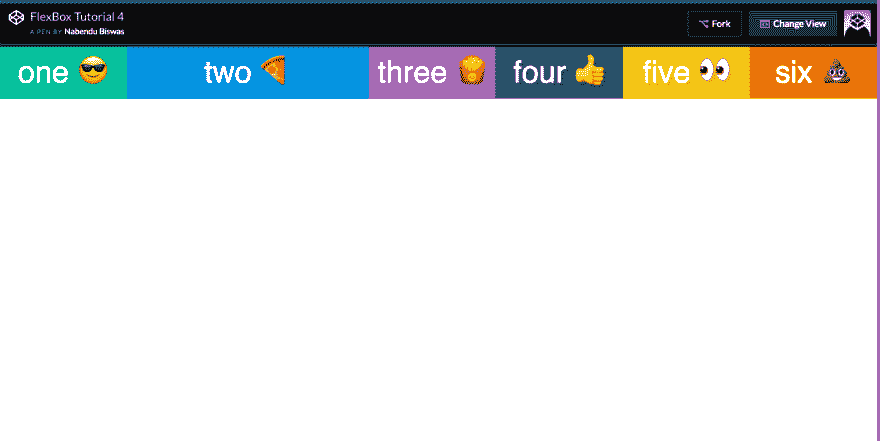 FlexBox Tutorial 4
A PEN BY Nabendu Biswas
Fork
Change View
one 😎 two 🍕 three 🍟 four 👍 five 👀 six 💩